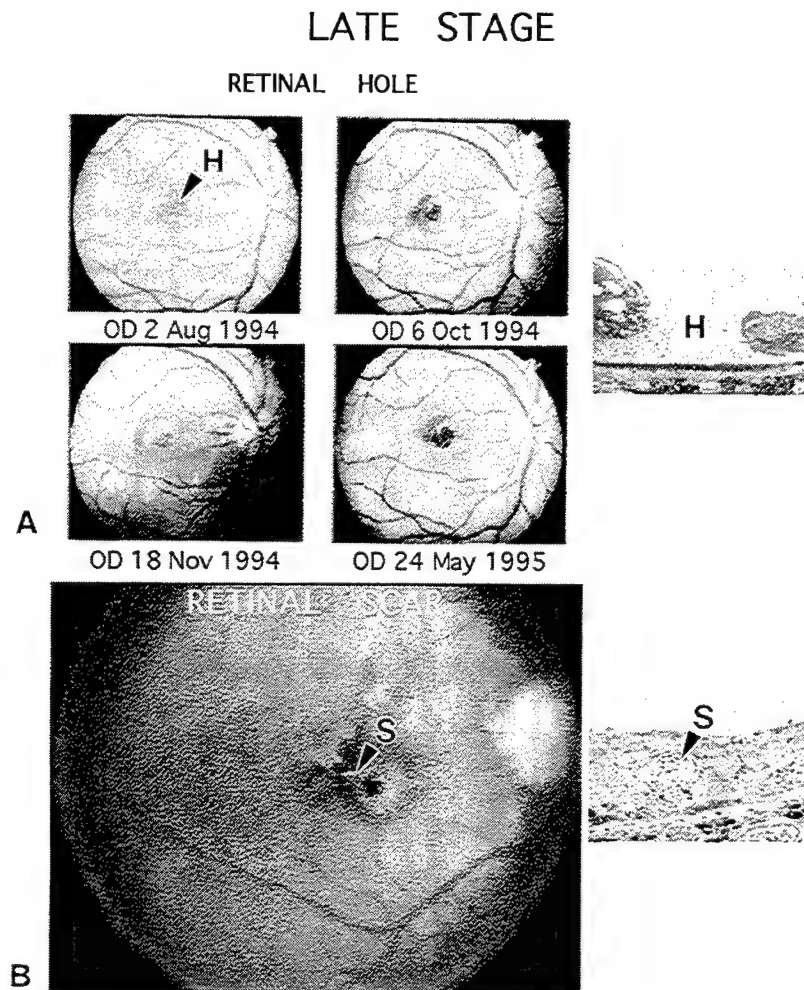 LATE STAGE
RETINAL HOLE
H
OD 2 Aug 1994
OD 6 Oct 1994
H
OD 18 Nov 1994
OD 24 May 1995
A
RETINAL SCAR
S
S
B